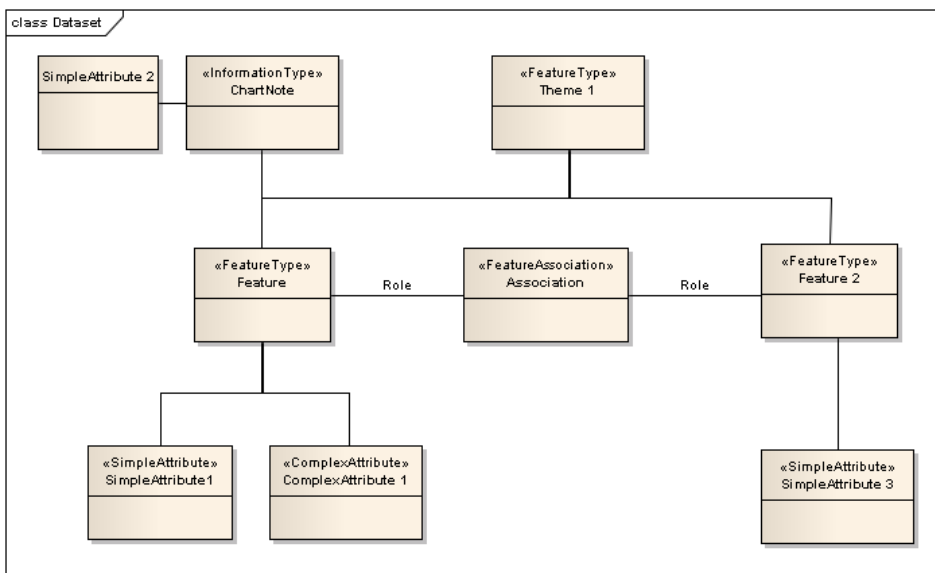 class Dataset
SimpleAttribute 2
«InformationType»
ChartNote
«FeatureType»
Theme 1
«FeatureType»
Feature
Role
«FeatureAssociation»
Association
Role
«FeatureType»
Feature 2
«SimpleAttribute»
SimpleAttribute1
«ComplexAttribute»
ComplexAttribute 1
«SimpleAttribute»
SimpleAttribute 3